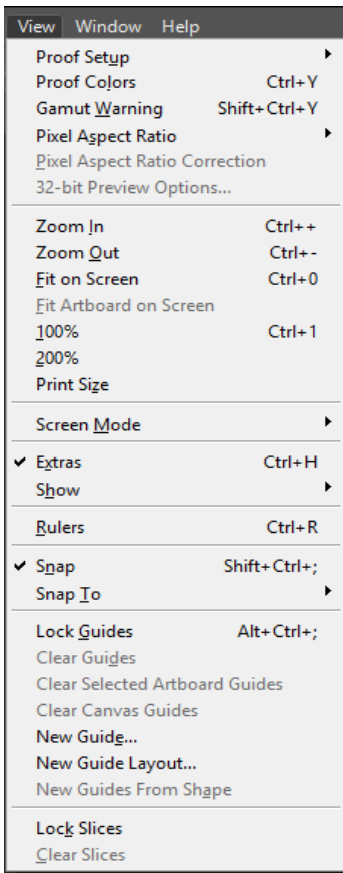 View Window Help
Proof Setup
Proof Colors Ctrl+Y
Gamut Warning Shift+Ctrl+Y
Pixel Aspect Ratio
Pixel Aspect Ratio Correction
32-bit Preview Options...
Zoom In Ctrl++
Zoom Out Ctrl+-
Fit on Screen Ctrl+0
Fit Artboard on Screen
100% Ctrl+1
200%
Print Size
Screen Mode
Extras Ctrl+H
Show
Rulers Ctrl+R
Snap Shift+Ctrl+;
Snap To
Lock Guides Alt+Ctrl+;
Clear Guides
Clear Selected Artboard Guides
Clear Canvas Guides
New Guide...
New Guide Layout...
New Guides From Shape
Lock Slices
Clear Slices